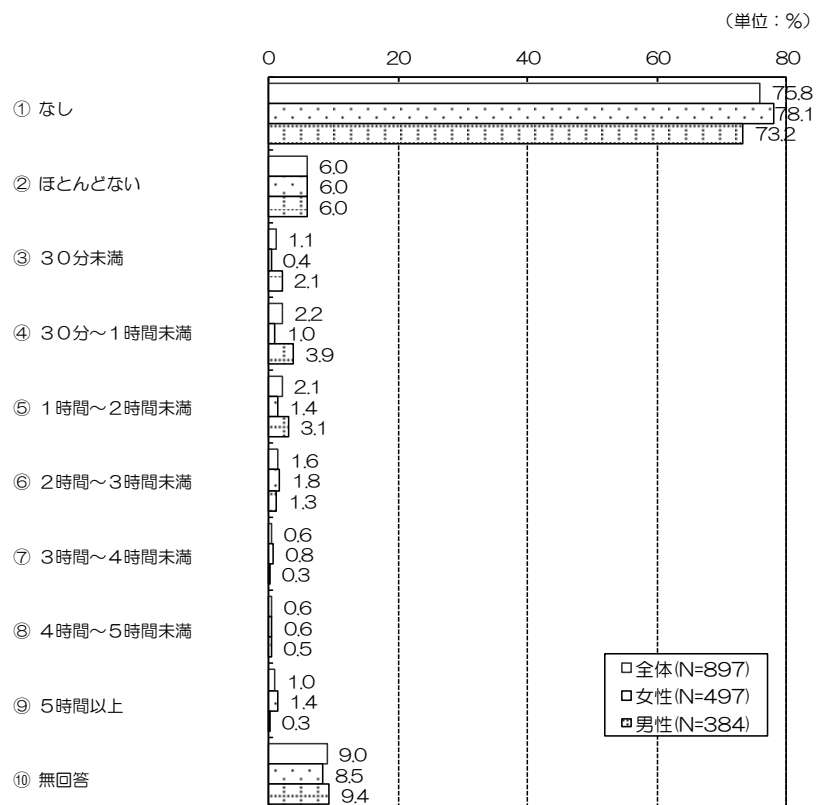 （単位：%）
0 20 40 60 80
① なし
75.8
78.1
73.2
② ほとんどない
6.0
6.0
6.0
③ ３０分未満
1.1
0.4
2.1
④ ３０分～１時間未満
2.2
1.0
3.9
⑤ １時間～２時間未満
2.1
1.4
3.1
⑥ ２時間～３時間未満
1.6
1.8
1.3
⑦ ３時間～４時間未満
0.6
0.8
0.3
⑧ ４時間～５時間未満
0.6
0.6
0.5
⑨ ５時間以上
1.0
1.4
0.3
⑩ 無回答
9.0
8.5
9.4
全体(N=897)
女性(N=497)
男性(N=384)